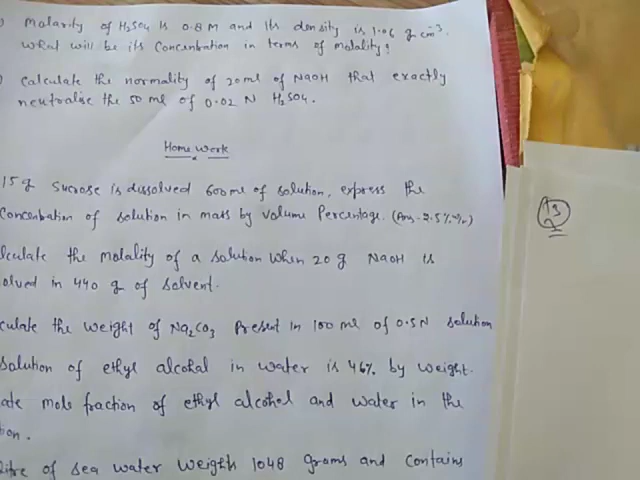 Molarity of H₂SO₄ is 0.8 M and its density is 1.06 g cm⁻³.
What will be its concentration in terms of molality?
Calculate the normality of 20 ml of NaOH that exactly
neutralise the 50 ml of 0.02 N H₂SO₄.
Home Work
15 g Sucrose is dissolved 600 ml of solution, express the
Concentration of solution in mass by volume Percentage. (Ans - 2.5% w/v)
lculate the molality of a solution when 20 g NaOH is
olved in 440 g of solvent.
culate the weight of Na₂CO₃ Present in 100 ml of 0.5 N solution
solution of ethyl alcohal in water is 46% by weight.
ate mole fraction of ethyl alcohol and water in the
tion.
litre of sea water weights 1048 grams and contains